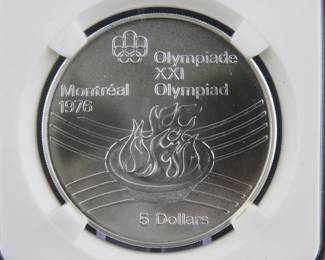 Olympiade
XXI
Montréal Olympiad
1976
5 Dollars